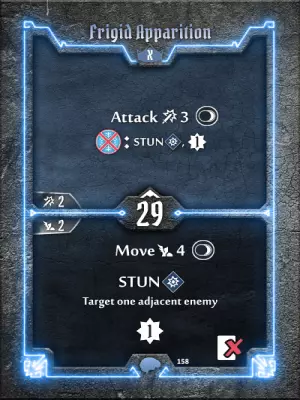 Frigid Apparition
X
Attack 3
: STUN , 1
2
29
2
Move 4
STUN
Target one adjacent enemy
1
158